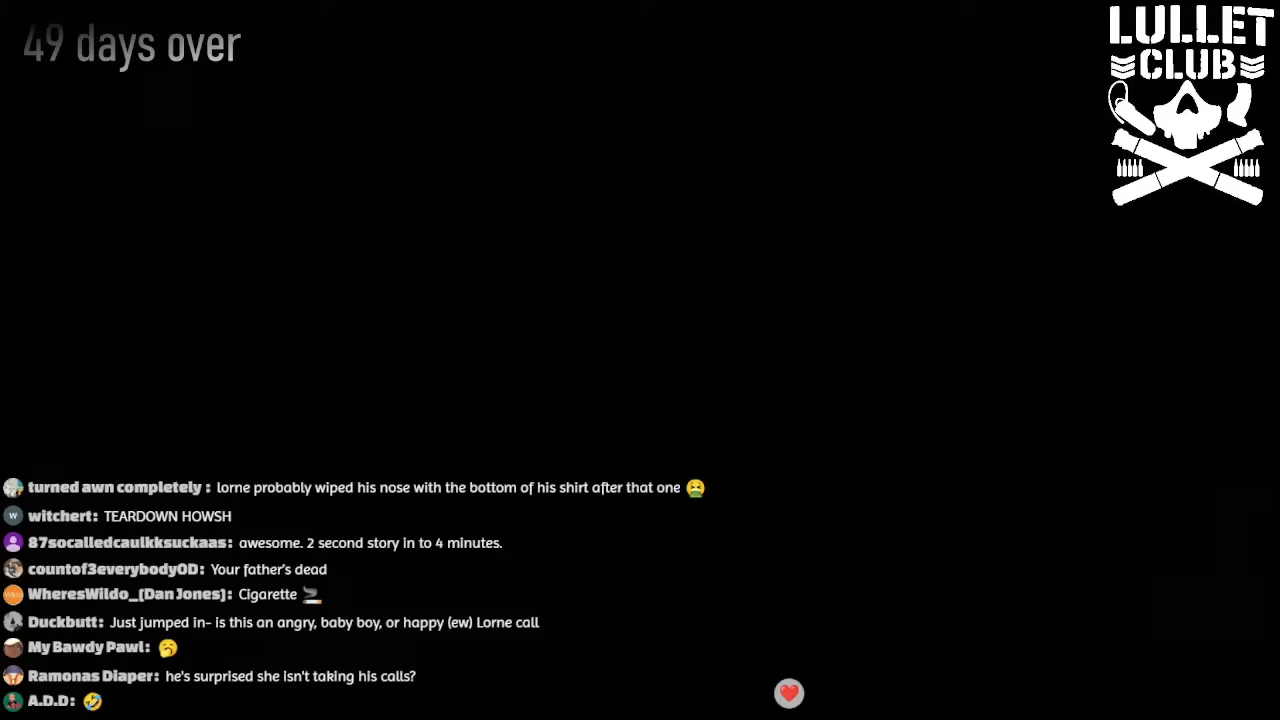 49 days over
LULLET
CLUB
turned awn completely : lorne probably wiped his nose with the bottom of his shirt after that one 🤮
W witchert: TEARDOWN HOWSH
87socalledcaulkksuckaas: awesome. 2 second story in to 4 minutes.
countof3everybodyOD: Your father's dead
WheresWildo_(Dan Jones): Cigarette 🚬
Duckbutt: Just jumped in- is this an angry, baby boy, or happy (ew) Lorne call
My Bawdy Pawl: 🥱
Ramonas Diaper: he's surprised she isn't taking his calls?
A.D.D: 🤣